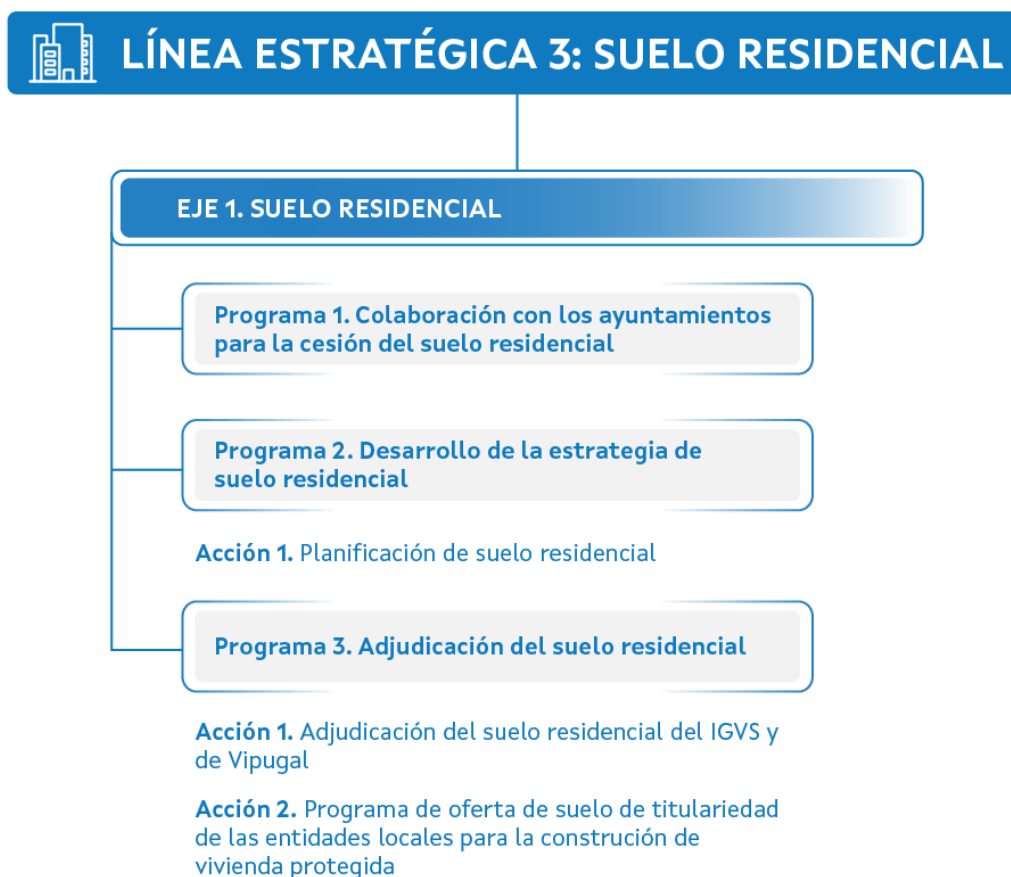 LÍNEA ESTRATÉGICA 3: SUELO RESIDENCIAL
EJE 1. SUELO RESIDENCIAL
Programa 1. Colaboración con los ayuntamientos
para la cesión del suelo residencial
Programa 2. Desarrollo de la estrategia de
suelo residencial
Acción 1. Planificación de suelo residencial
Programa 3. Adjudicación del suelo residencial
Acción 1. Adjudicación del suelo residencial del IGVS y
de Vipugal
Acción 2. Programa de oferta de suelo de titulariedad
de las entidades locales para la construción de
vivienda protegida